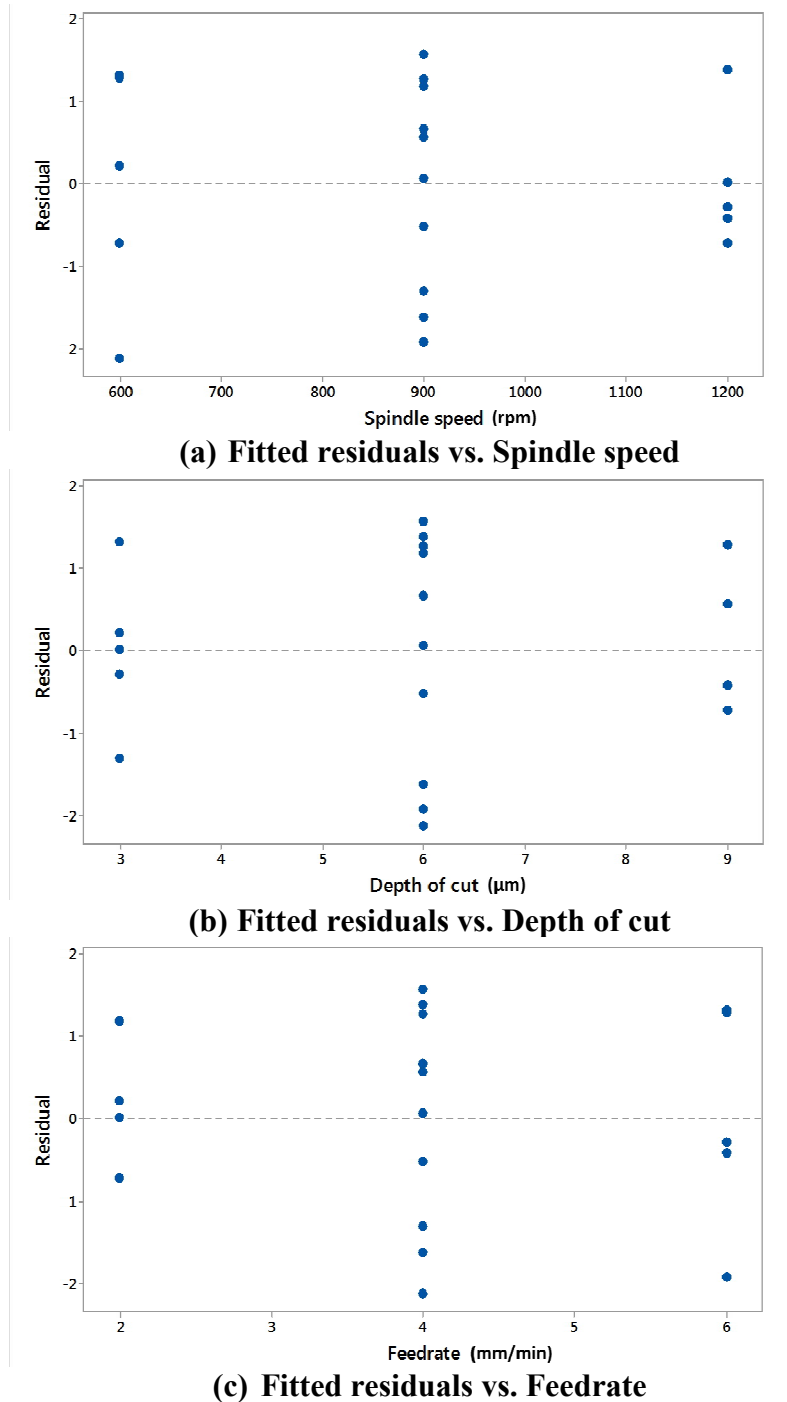 2
1
0
-1
2
Residual
600 700 800 900 1000 1100 1200
Spindle speed (rpm)
(a) Fitted residuals vs. Spindle speed
2
1
0
-1
-2
Residual
3 4 5 6 7 8 9
Depth of cut (μm)
(b) Fitted residuals vs. Depth of cut
2
1
0
1
-2
Residual
2 3 4 5 6
Feedrate (mm/min)
(c) Fitted residuals vs. Feedrate